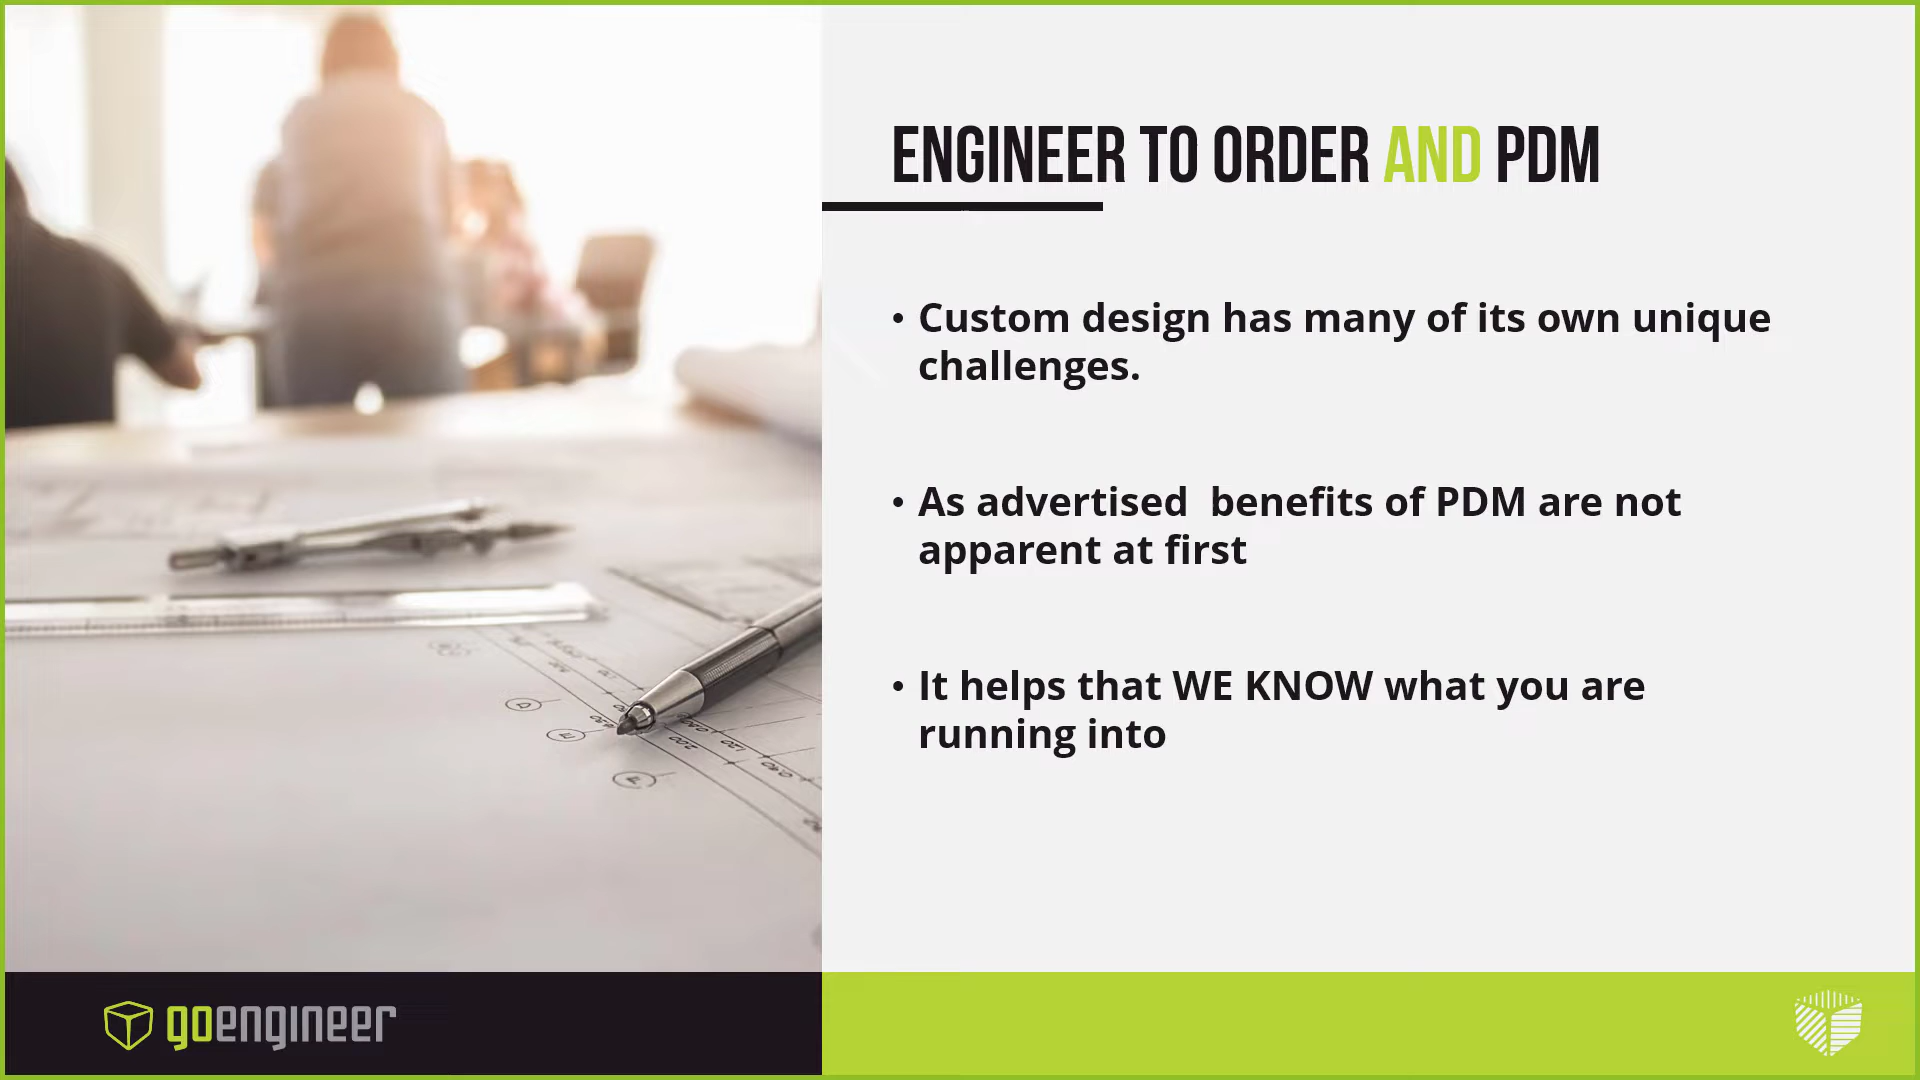 ENGINEER TO ORDER AND PDM
• Custom design has many of its own unique
challenges.
• As advertised  benefits of PDM are not
apparent at first
• It helps that WE KNOW what you are
running into
goengineer